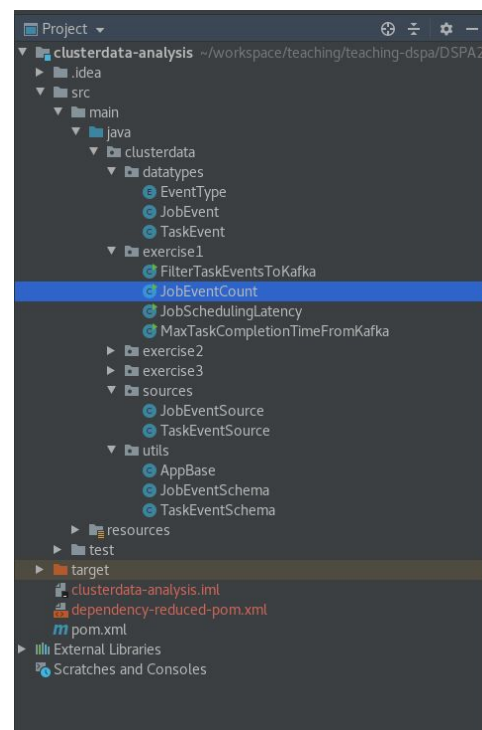 Project
clusterdata-analysis ~/workspace/teaching/teaching-dspa/DSPA2
.idea
src
main
java
clusterdata
datatypes
EventType
JobEvent
TaskEvent
exercise1
FilterTaskEventsToKafka
JobEventCount
JobSchedulingLatency
MaxTaskCompletionTimeFromKafka
exercise2
exercise3
sources
JobEventSource
TaskEventSource
utils
AppBase
JobEventSchema
TaskEventSchema
resources
test
target
clusterdata-analysis.iml
dependency-reduced-pom.xml
pom.xml
External Libraries
Scratches and Consoles